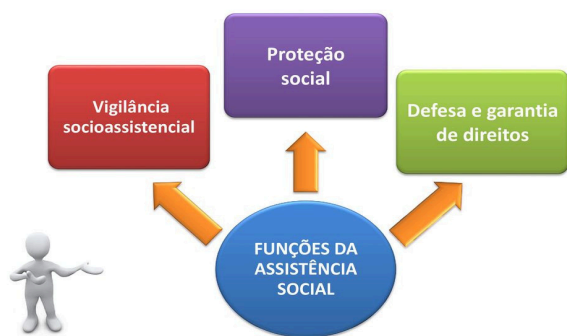 Proteção
social
Vigilância
socioassistencial
Defesa e garantia
de direitos
FUNÇÕES DA
ASSISTÊNCIA
SOCIAL